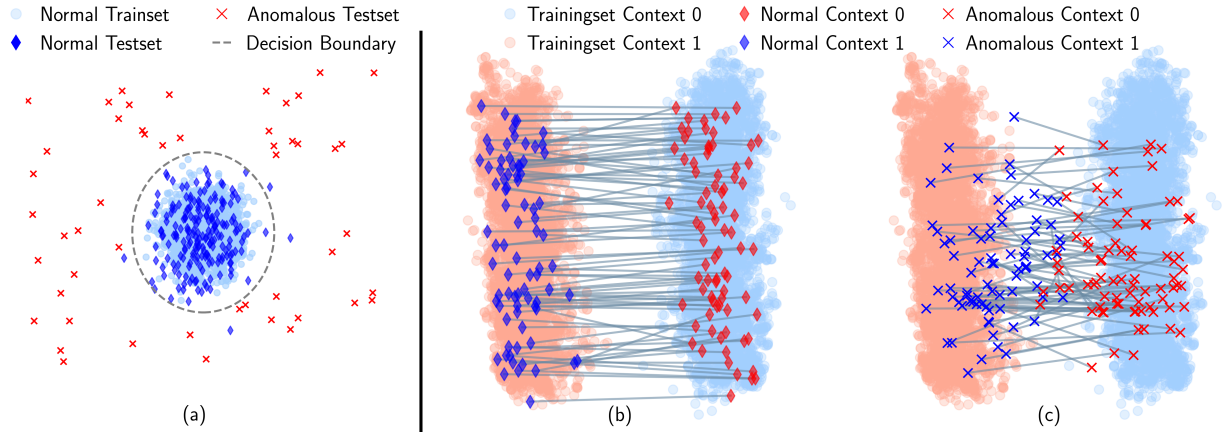 Normal Trainset
Anomalous Testset
Normal Testset
Decision Boundary
Trainingset Context 0
Normal Context 0
Anomalous Context 0
Trainingset Context 1
Normal Context 1
Anomalous Context 1
(a)
(b)
(c)